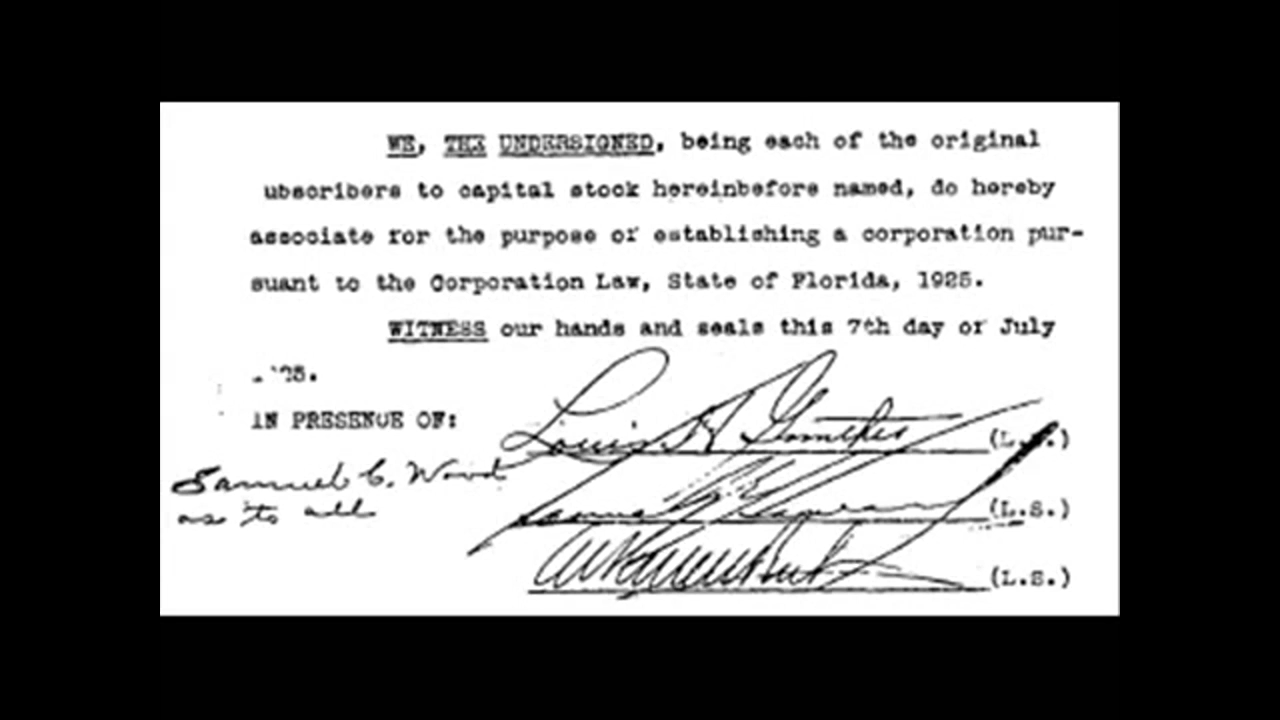 WE, THE UNDERSIGNED, being each of the original
ubscribers to capital stock hereinbefore named, do hereby
associate for the purpose of establishing a corporation pur-
suant to the Corporation Law, State of Florida, 1925.
WITNESS our hands and seals this 7th day of July
25.
IN PRESENCE OF:
Louis A (L.S.)
Samuel C. Ward
as to all
(L.S.)
(L.S.)